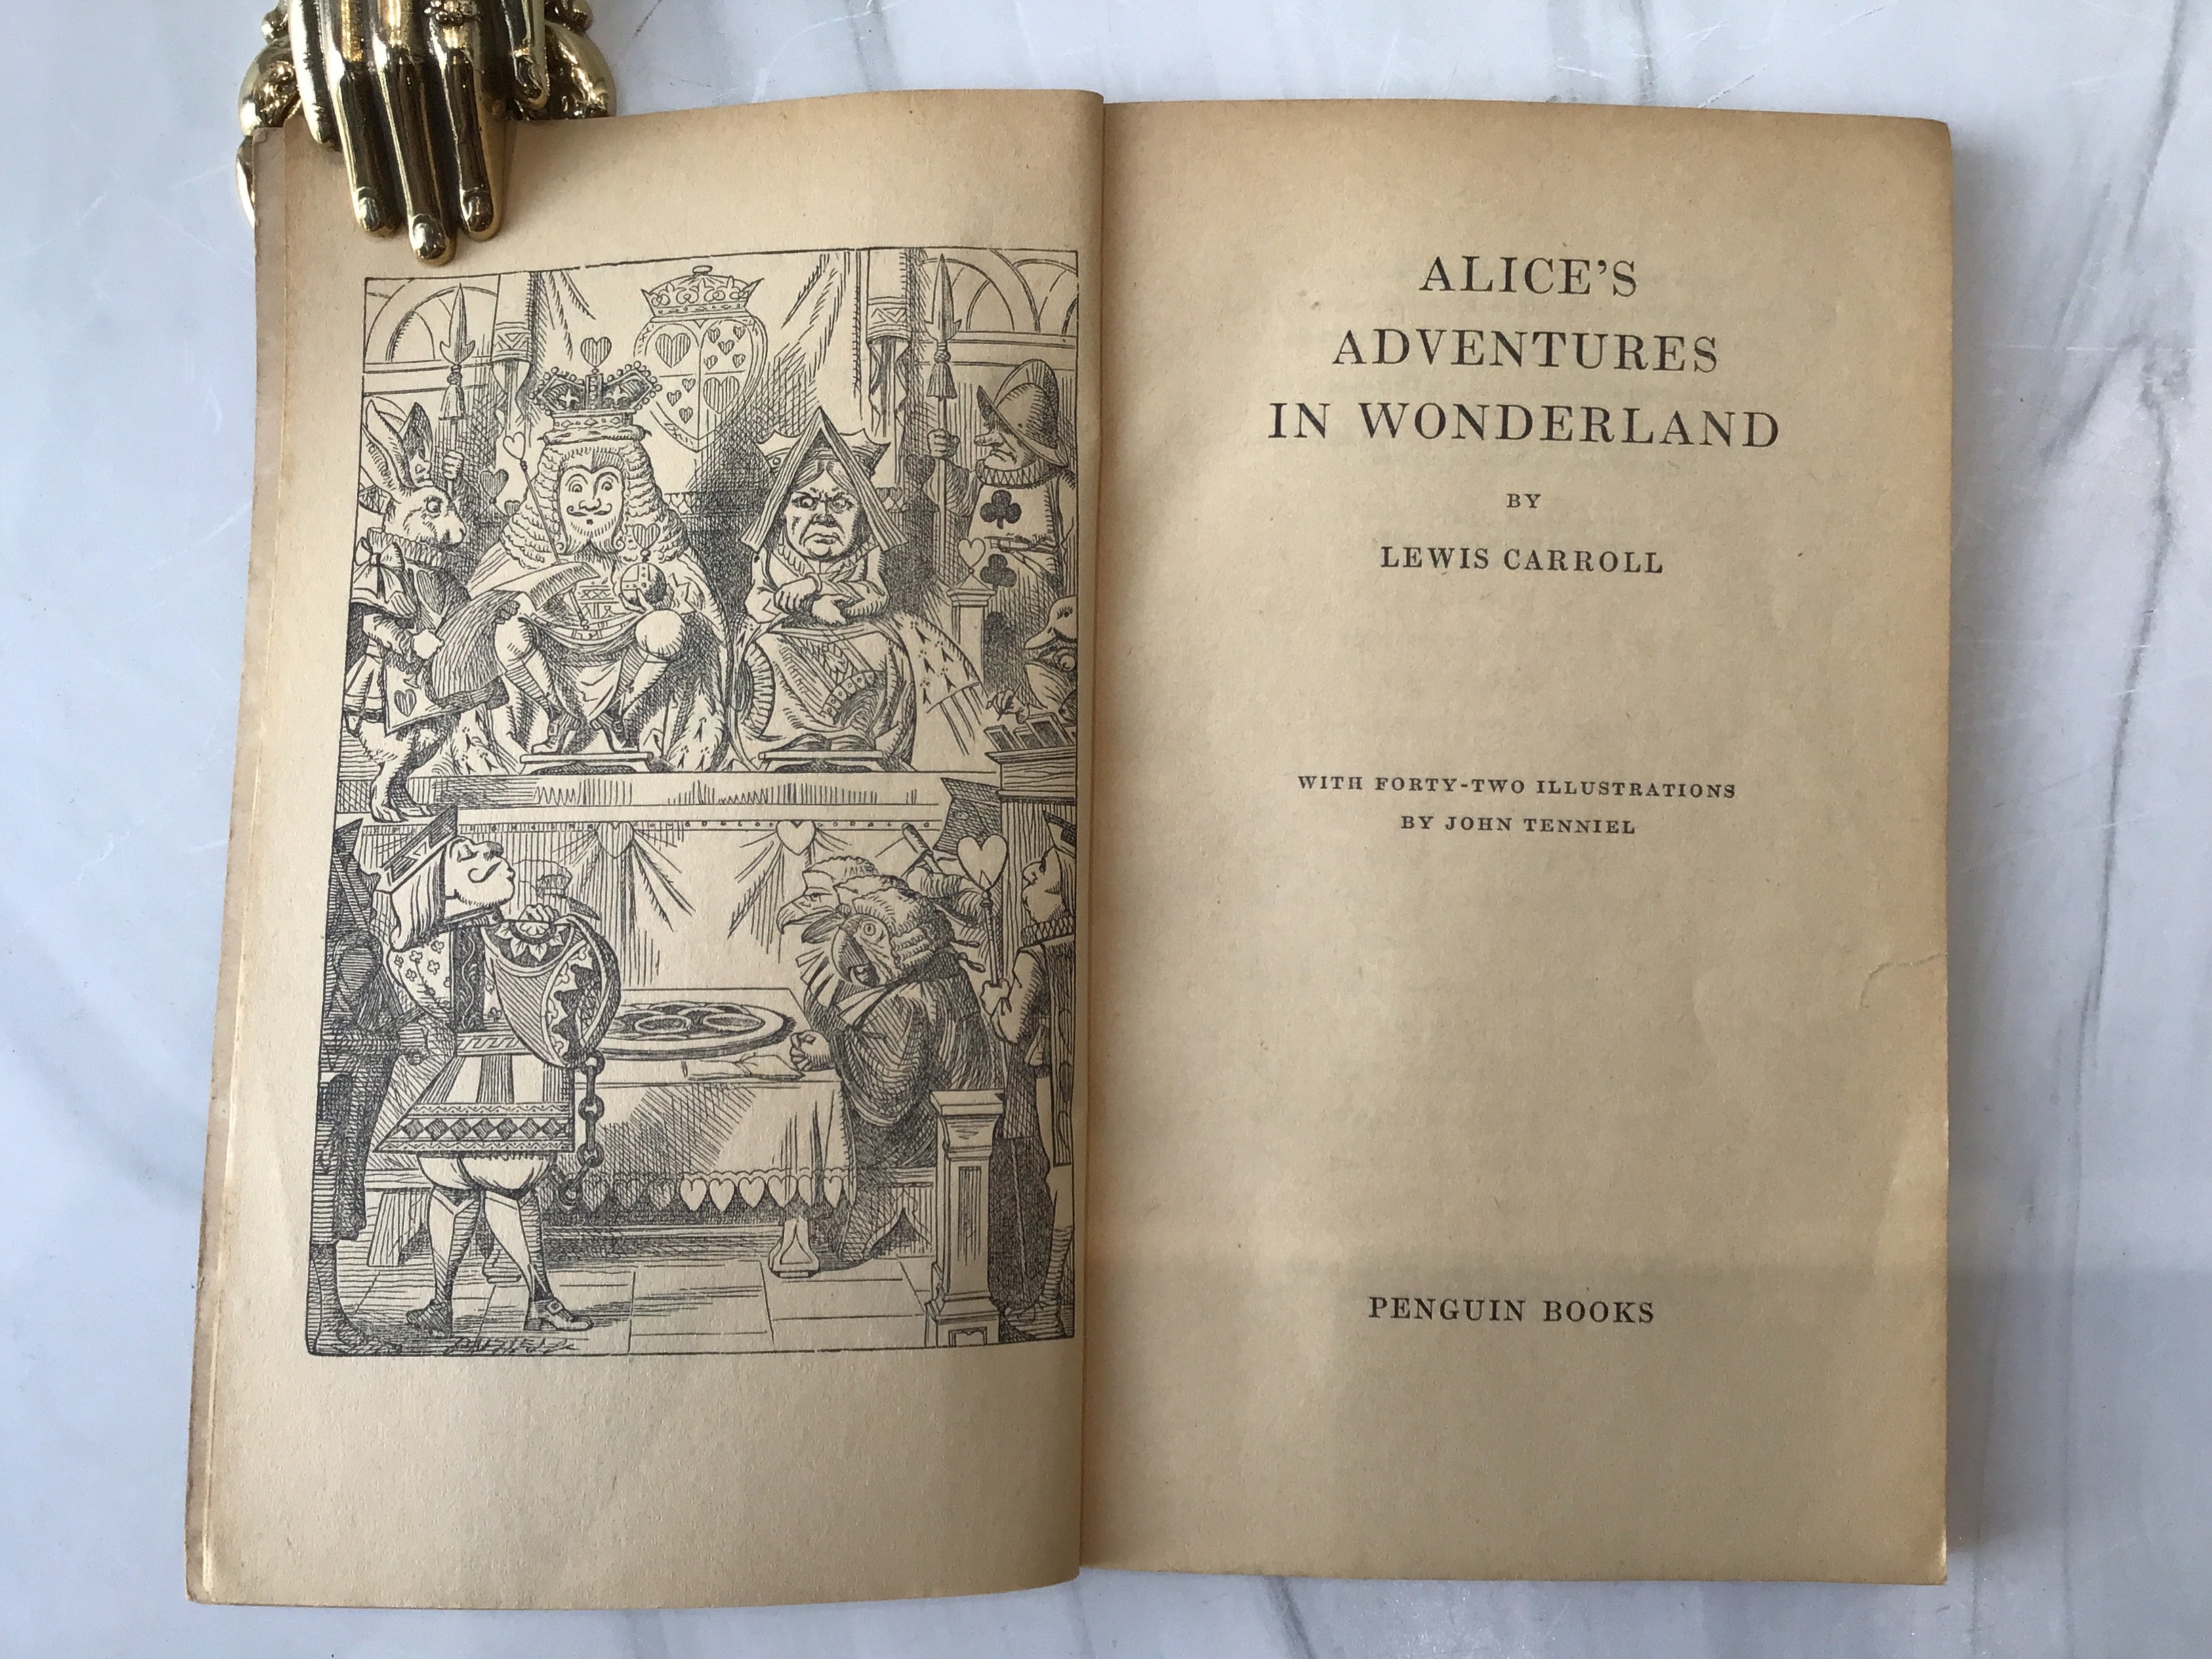 ALICE'S
ADVENTURES
IN WONDERLAND
BY
LEWIS CARROLL
WITH FORTY-TWO ILLUSTRATIONS
BY JOHN TENNIEL
PENGUIN BOOKS